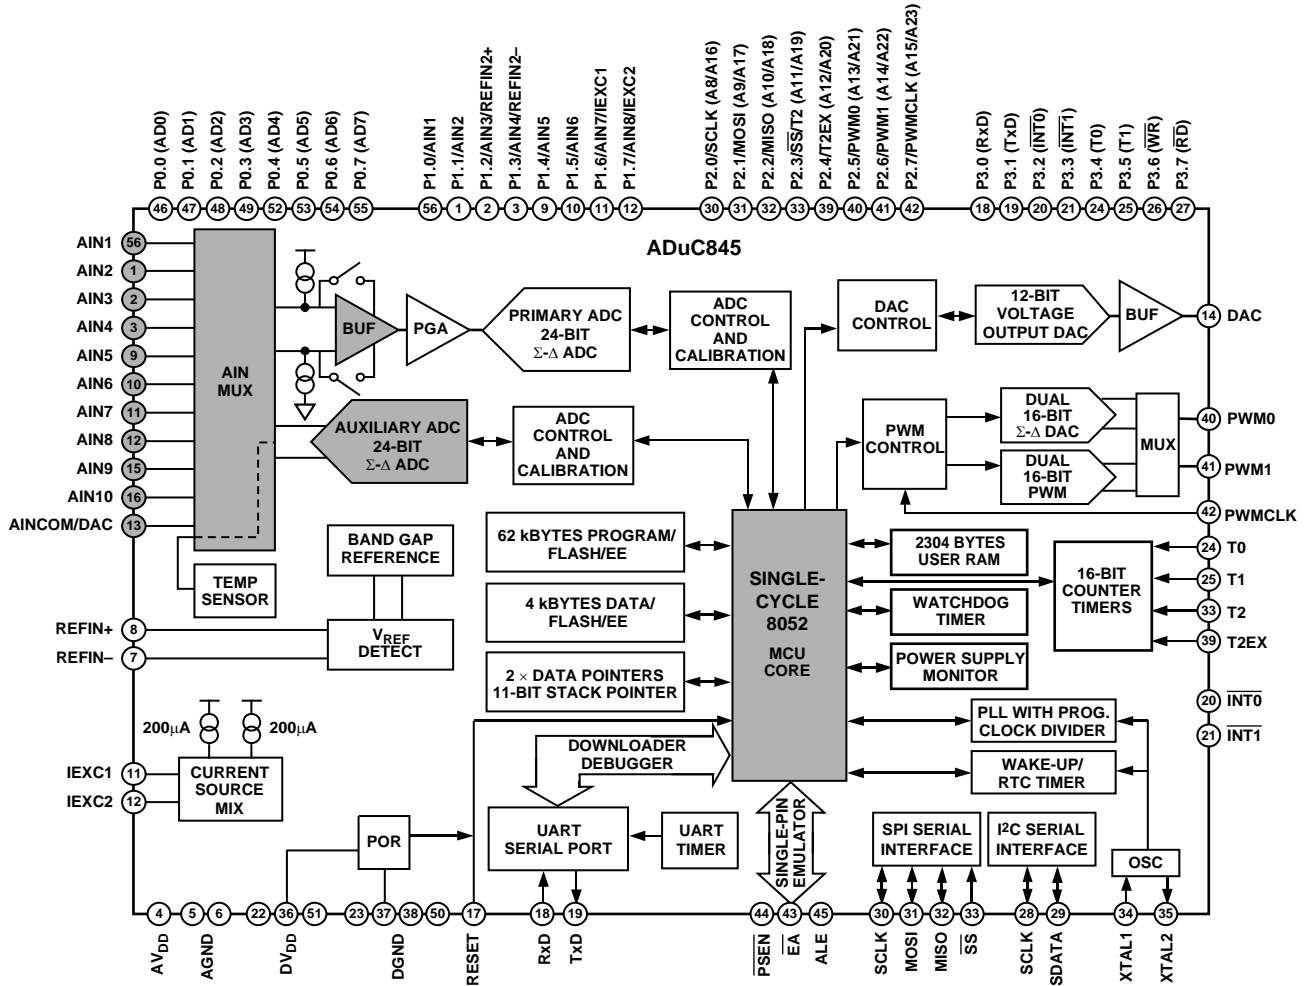 P0.0 (AD0)
P0.1 (AD1)
P0.2 (AD2)
P0.3 (AD3)
P0.4 (AD4)
P0.5 (AD5)
P0.6 (AD6)
P0.7 (AD7)
P1.0/AIN1
P1.1/AIN2
P1.2/AIN3/REFIN2+
P1.3/AIN4/REFIN2–
P1.4/AIN5
P1.5/AIN6
P1.6/AIN7/IEXC1
P1.7/AIN8/IEXC2
P2.0/SCLK (A8/A16)
P2.1/MOSI (A9/A17)
P2.2/MISO (A10/A18)
P2.3/SS/T2 (A11/A19)
P2.4/T2EX (A12/A20)
P2.5/PWM0 (A13/A21)
P2.6/PWM1 (A14/A22)
P2.7/PWMCLK (A15/A23)
P3.0 (RxD)
P3.1 (TxD)
P3.2 (INT0)
P3.3 (INT1)
P3.4 (T0)
P3.5 (T1)
P3.6 (WR)
P3.7 (RD)
46 47 48 49 52 53 54 55 56 1 2 3 9 10 11 12 30 31 32 33 39 40 41 42 18 19 20 21 24 25 26 27
ADuC845
AIN1 56
AIN2 1
AIN3 2
AIN4 3
AIN5 9
AIN6 10
AIN7 11
AIN8 12
AIN9 15
AIN10 16
AINCOM/DAC 13
AIN
MUX
BUF
PGA
PRIMARY ADC
24-BIT
Σ-Δ ADC
ADC
CONTROL
AND
CALIBRATION
DAC
CONTROL
12-BIT
VOLTAGE
OUTPUT DAC
BUF
14 DAC
AUXILIARY ADC
24-BIT
Σ-Δ ADC
ADC
CONTROL
AND
CALIBRATION
PWM
CONTROL
DUAL
16-BIT
Σ-Δ DAC
DUAL
16-BIT
PWM
MUX
40 PWM0
41 PWM1
42 PWMCLK
TEMP
SENSOR
BAND GAP
REFERENCE
VREF
DETECT
REFIN+ 8
REFIN– 7
62 kBYTES PROGRAM/
FLASH/EE
4 kBYTES DATA/
FLASH/EE
2 × DATA POINTERS
11-BIT STACK POINTER
SINGLE-
CYCLE
8052
MCU
CORE
2304 BYTES
USER RAM
WATCHDOG
TIMER
POWER SUPPLY
MONITOR
16-BIT
COUNTER
TIMERS
24 T0
25 T1
33 T2
39 T2EX
20 INT0
21 INT1
PLL WITH PROG.
CLOCK DIVIDER
WAKE-UP/
RTC TIMER
200µA 200µA
IEXC1 11
IEXC2 12
CURRENT
SOURCE
MIX
DOWNLOADER
DEBUGGER
POR
UART
SERIAL PORT
UART
TIMER
SINGLE-PIN
EMULATOR
SPI SERIAL
INTERFACE
I2C SERIAL
INTERFACE
OSC
4 5 6 22 36 51 23 37 38 50 17 18 19 44 43 45 30 31 32 33 28 29 34 35
AVDD
AGND
DVDD
DGND
RESET
RxD
TxD
PSEN
EA
ALE
SCLK
MOSI
MISO
SS
SCLK
SDATA
XTAL1
XTAL2